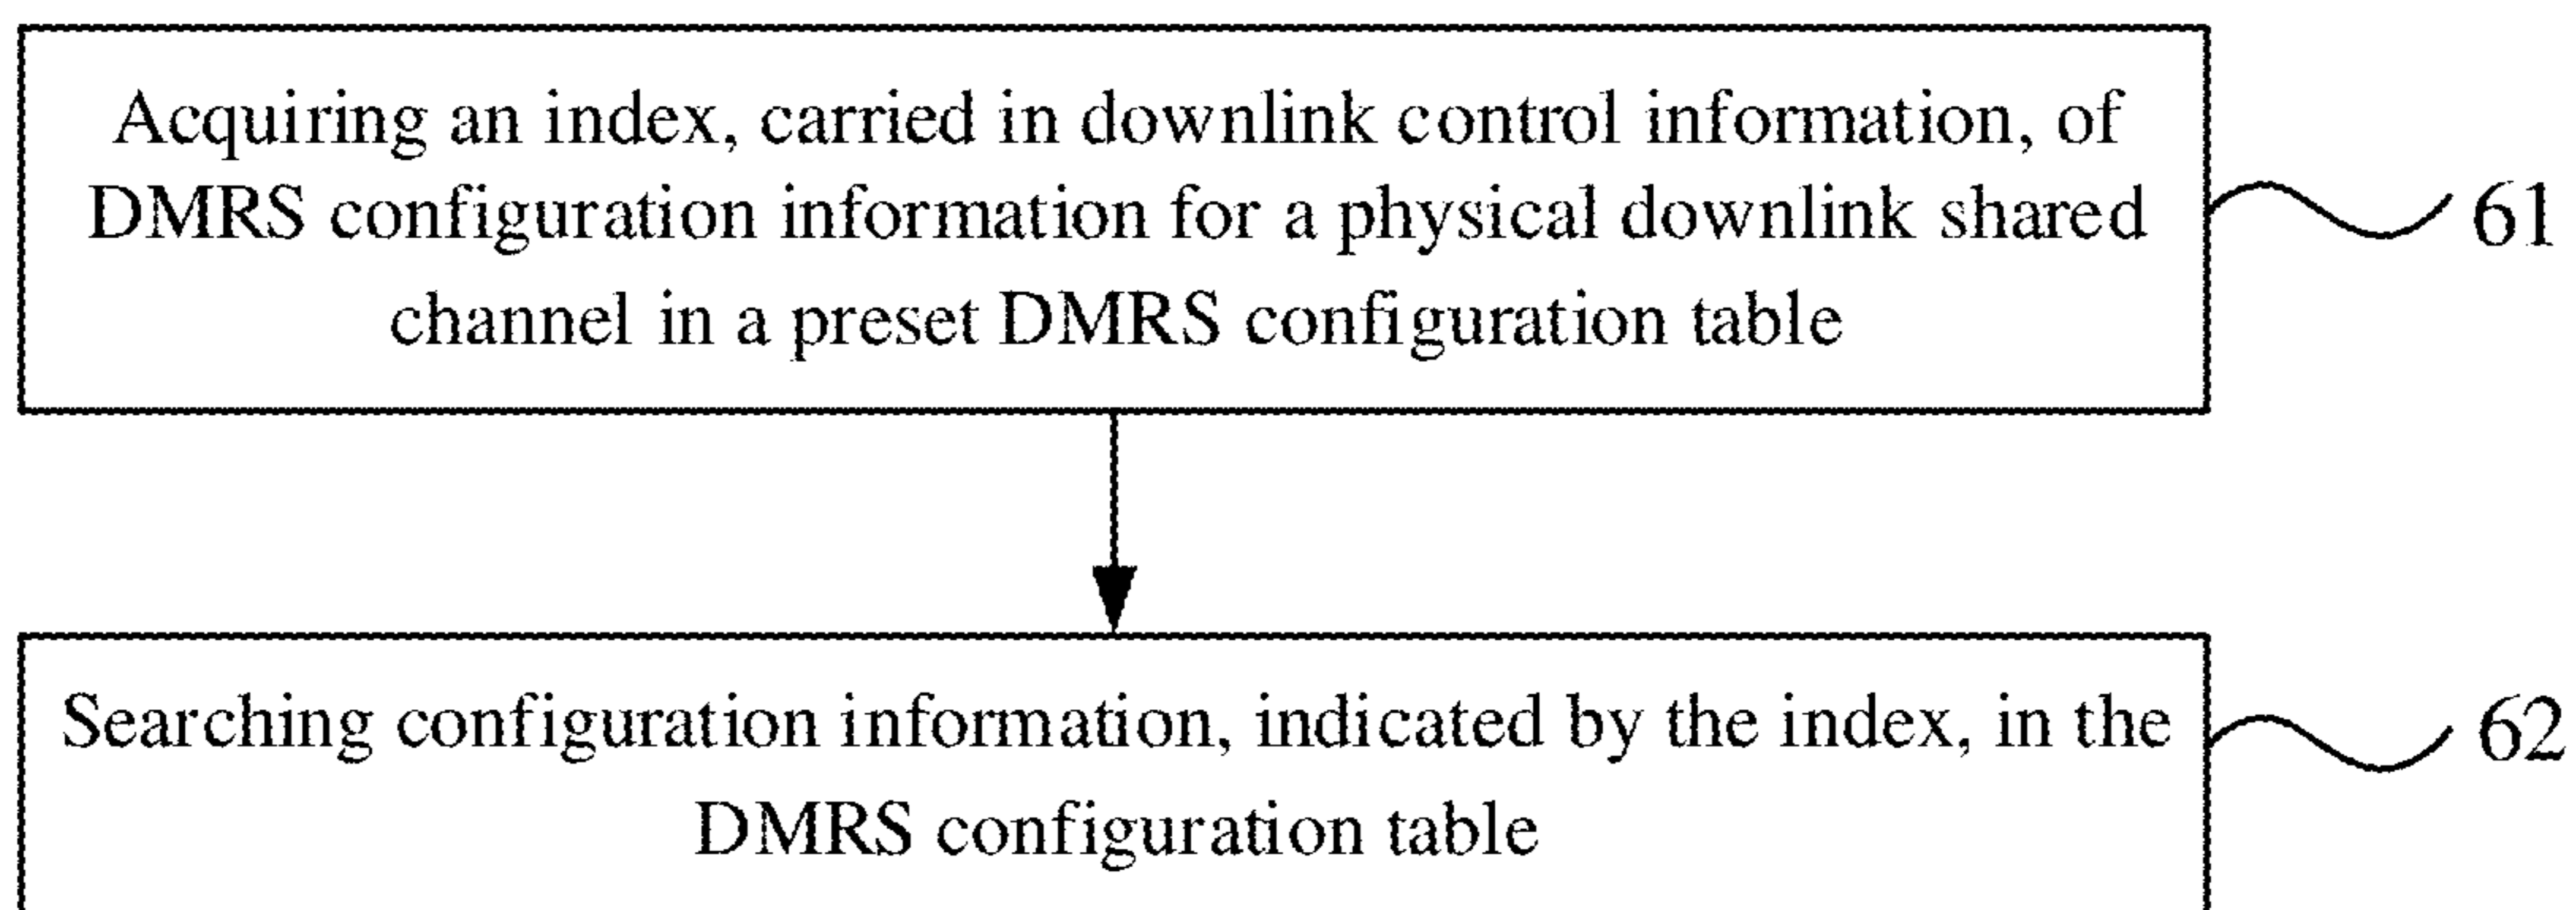 Acquiring an index, carried in downlink control information, of
DMRS configuration information for a physical downlink shared
channel in a preset DMRS configuration table
61
Searching configuration information, indicated by the index, in the
DMRS configuration table
62